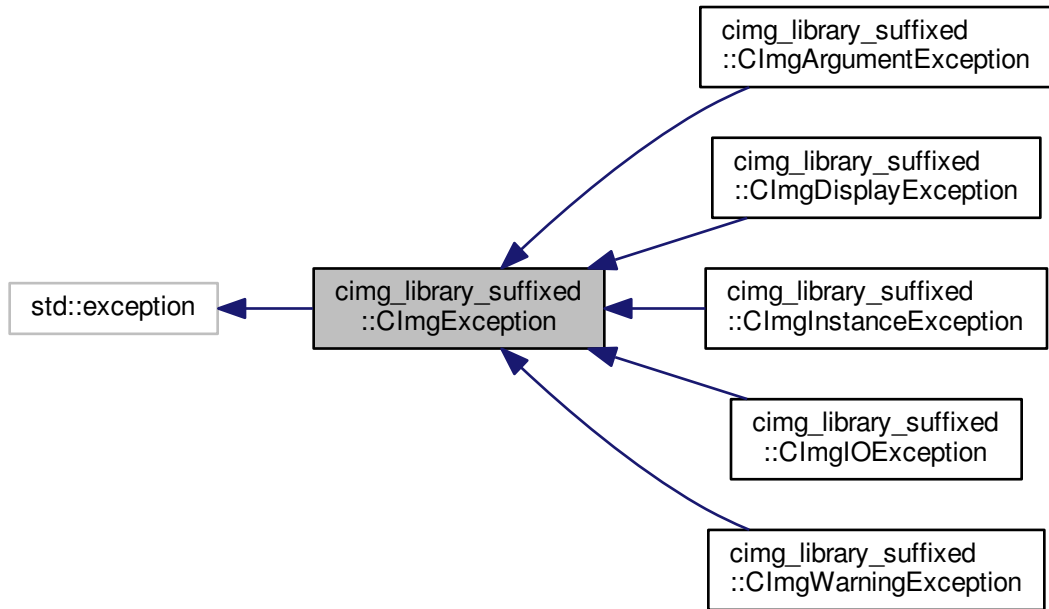 cimg_library_suffixed
::CImgArgumentException
cimg_library_suffixed
::CImgDisplayException
std::exception
cimg_library_suffixed
::CImgException
cimg_library_suffixed
::CImgInstanceException
cimg_library_suffixed
::CImgIOException
cimg_library_suffixed
::CImgWarningException